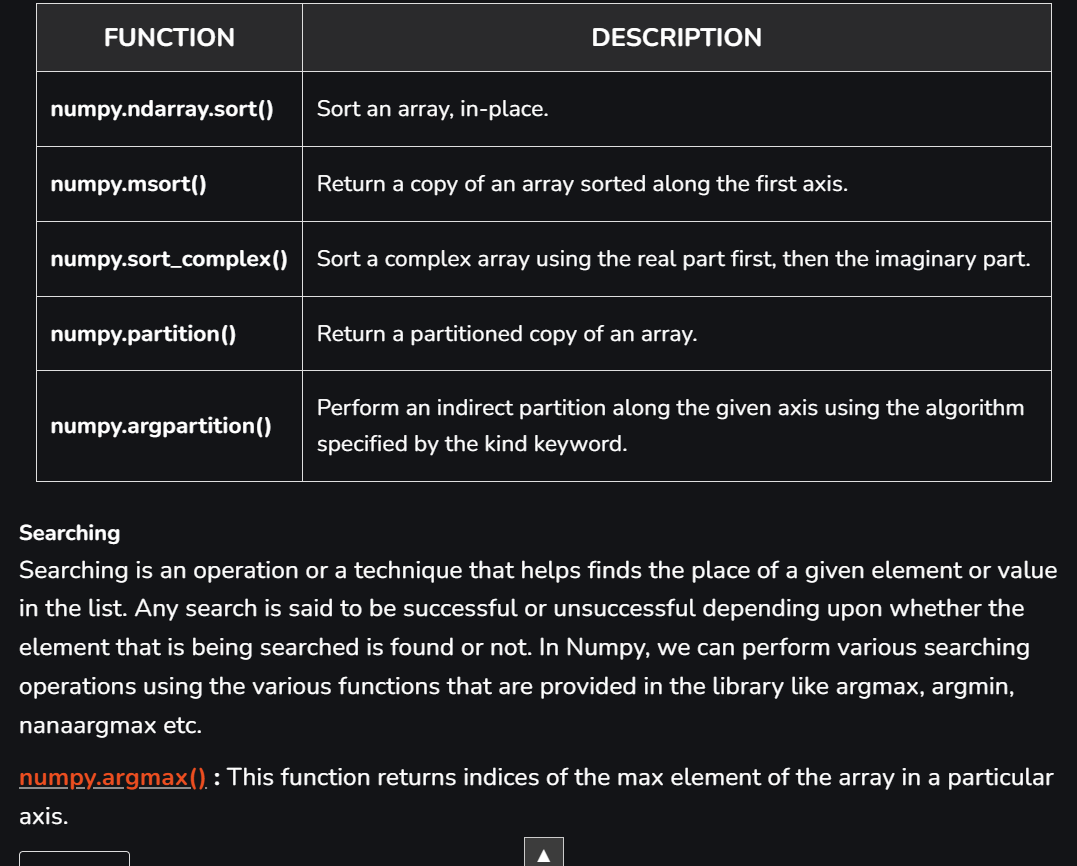 FUNCTION DESCRIPTION
numpy.ndarray.sort() Sort an array, in-place.
numpy.msort() Return a copy of an array sorted along the first axis.
numpy.sort_complex() Sort a complex array using the real part first, then the imaginary part.
numpy.partition() Return a partitioned copy of an array.
numpy.argpartition() Perform an indirect partition along the given axis using the algorithm
specified by the kind keyword.
Searching
Searching is an operation or a technique that helps finds the place of a given element or value
in the list. Any search is said to be successful or unsuccessful depending upon whether the
element that is being searched is found or not. In Numpy, we can perform various searching
operations using the various functions that are provided in the library like argmax, argmin,
nanaargmax etc.
numpy.argmax() : This function returns indices of the max element of the array in a particular
axis.